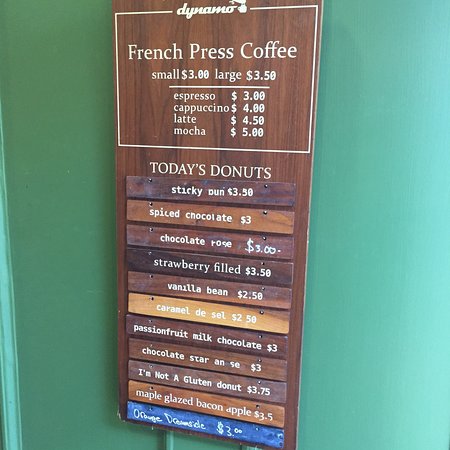 dynamo
French Press Coffee
small $3.00 large $3.50
espresso $ 3.00
cappuccino $ 4.00
latte $ 4.50
mocha $ 5.00
TODAY'S DONUTS
sticky bun $3.50
spiced chocolate $3
chocolate rose $3.00-
strawberry filled $3.50
vanilla bean $2.50
caramel de sel $2 50
passionfruit milk chocolate $3
chocolate star an se $3
I'm Not A Gluten donut $3.75
maple glazed bacon apple $3.5
Orange Dreamsicle $3.00